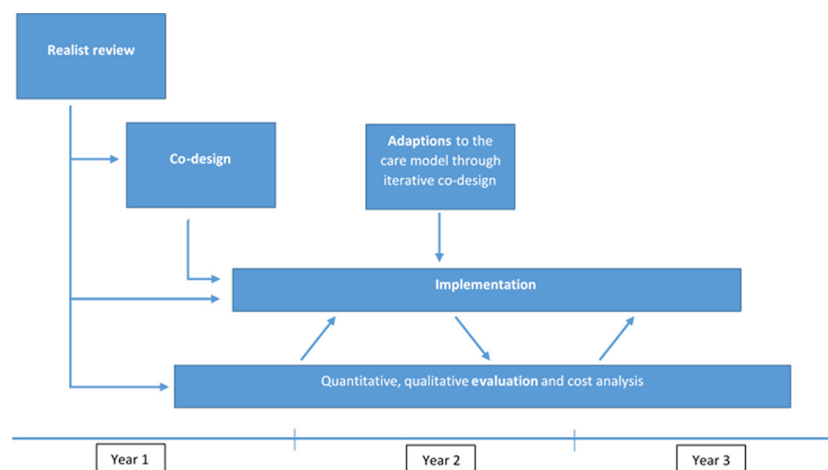 Realist review
Co-design
Adaptions to the
care model through
iterative co-design
Implementation
Quantitative, qualitative evaluation and cost analysis
Year 1
Year 2
Year 3